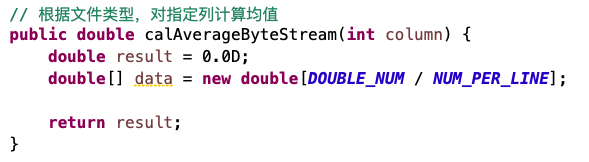 // 根据文件类型，对指定列计算均值
public double calAverageByteStream(int column) {
    double result = 0.0D;
    double[] data = new double[DOUBLE_NUM / NUM_PER_LINE];

    return result;
}